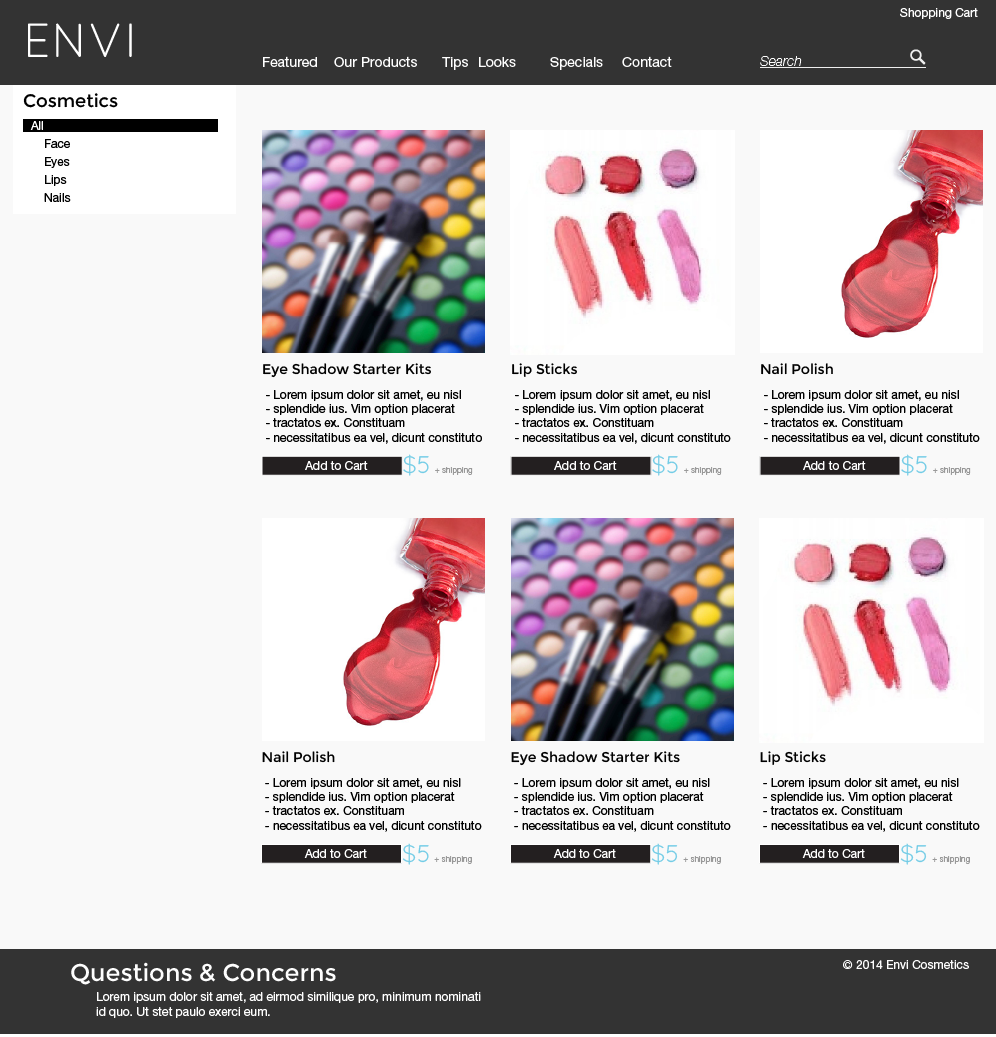 Shopping Cart
ENVI
Featured Our Products Tips Looks Specials Contact Search
Cosmetics
All
Face
Eyes
Lips
Nails
Eye Shadow Starter Kits
- Lorem ipsum dolor sit amet, eu nisl
- splendide ius. Vim option placerat
- tractatos ex. Constituam
- necessitatibus ea vel, dicunt constituto
Add to Cart $5 + shipping
Lip Sticks
- Lorem ipsum dolor sit amet, eu nisl
- splendide ius. Vim option placerat
- tractatos ex. Constituam
- necessitatibus ea vel, dicunt constituto
Add to Cart $5 + shipping
Nail Polish
- Lorem ipsum dolor sit amet, eu nisl
- splendide ius. Vim option placerat
- tractatos ex. Constituam
- necessitatibus ea vel, dicunt constituto
Add to Cart $5 + shipping
Nail Polish
- Lorem ipsum dolor sit amet, eu nisl
- splendide ius. Vim option placerat
- tractatos ex. Constituam
- necessitatibus ea vel, dicunt constituto
Add to Cart $5 + shipping
Eye Shadow Starter Kits
- Lorem ipsum dolor sit amet, eu nisl
- splendide ius. Vim option placerat
- tractatos ex. Constituam
- necessitatibus ea vel, dicunt constituto
Add to Cart $5 + shipping
Lip Sticks
- Lorem ipsum dolor sit amet, eu nisl
- splendide ius. Vim option placerat
- tractatos ex. Constituam
- necessitatibus ea vel, dicunt constituto
Add to Cart $5 + shipping
Questions & Concerns
Lorem ipsum dolor sit amet, ad eirmod similique pro, minimum nominati
id quo. Ut stet paulo exerci eum.
© 2014 Envi Cosmetics